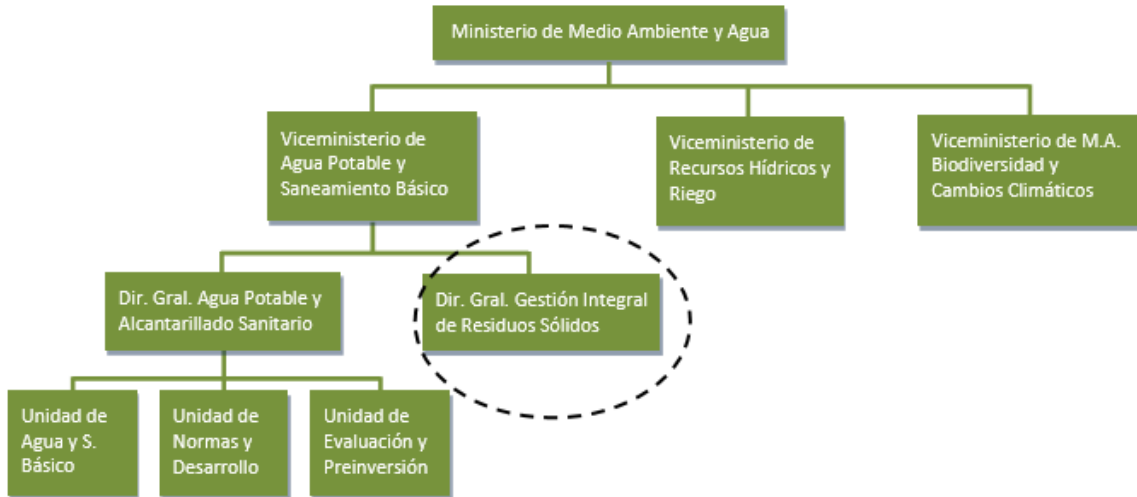 Ministerio de Medio Ambiente y Agua
Viceministerio de
Agua Potable y
Saneamiento Básico
Viceministerio de
Recursos Hídricos y
Riego
Viceministerio de M.A.
Biodiversidad y
Cambios Climáticos
Dir. Gral. Agua Potable y
Alcantarillado Sanitario
Dir. Gral. Gestión Integral
de Residuos Sólidos
Unidad de
Agua y S.
Básico
Unidad de
Normas y
Desarrollo
Unidad de
Evaluación y
Preinversión